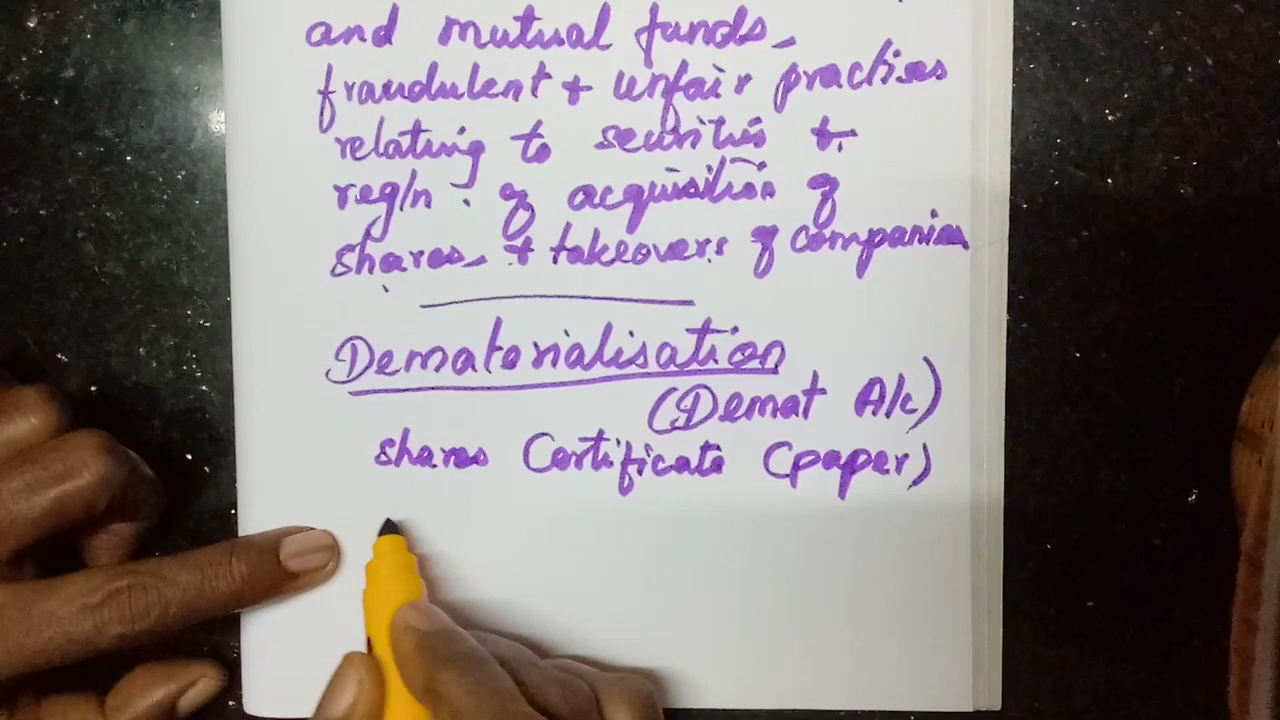 and mutual funds,
fraudulent & unfair practices
relating to securities &
regln. of acquisition of
shares, & takeovers of companies
Dematerialisation
(Demat A/c)
shares Certificate (paper)